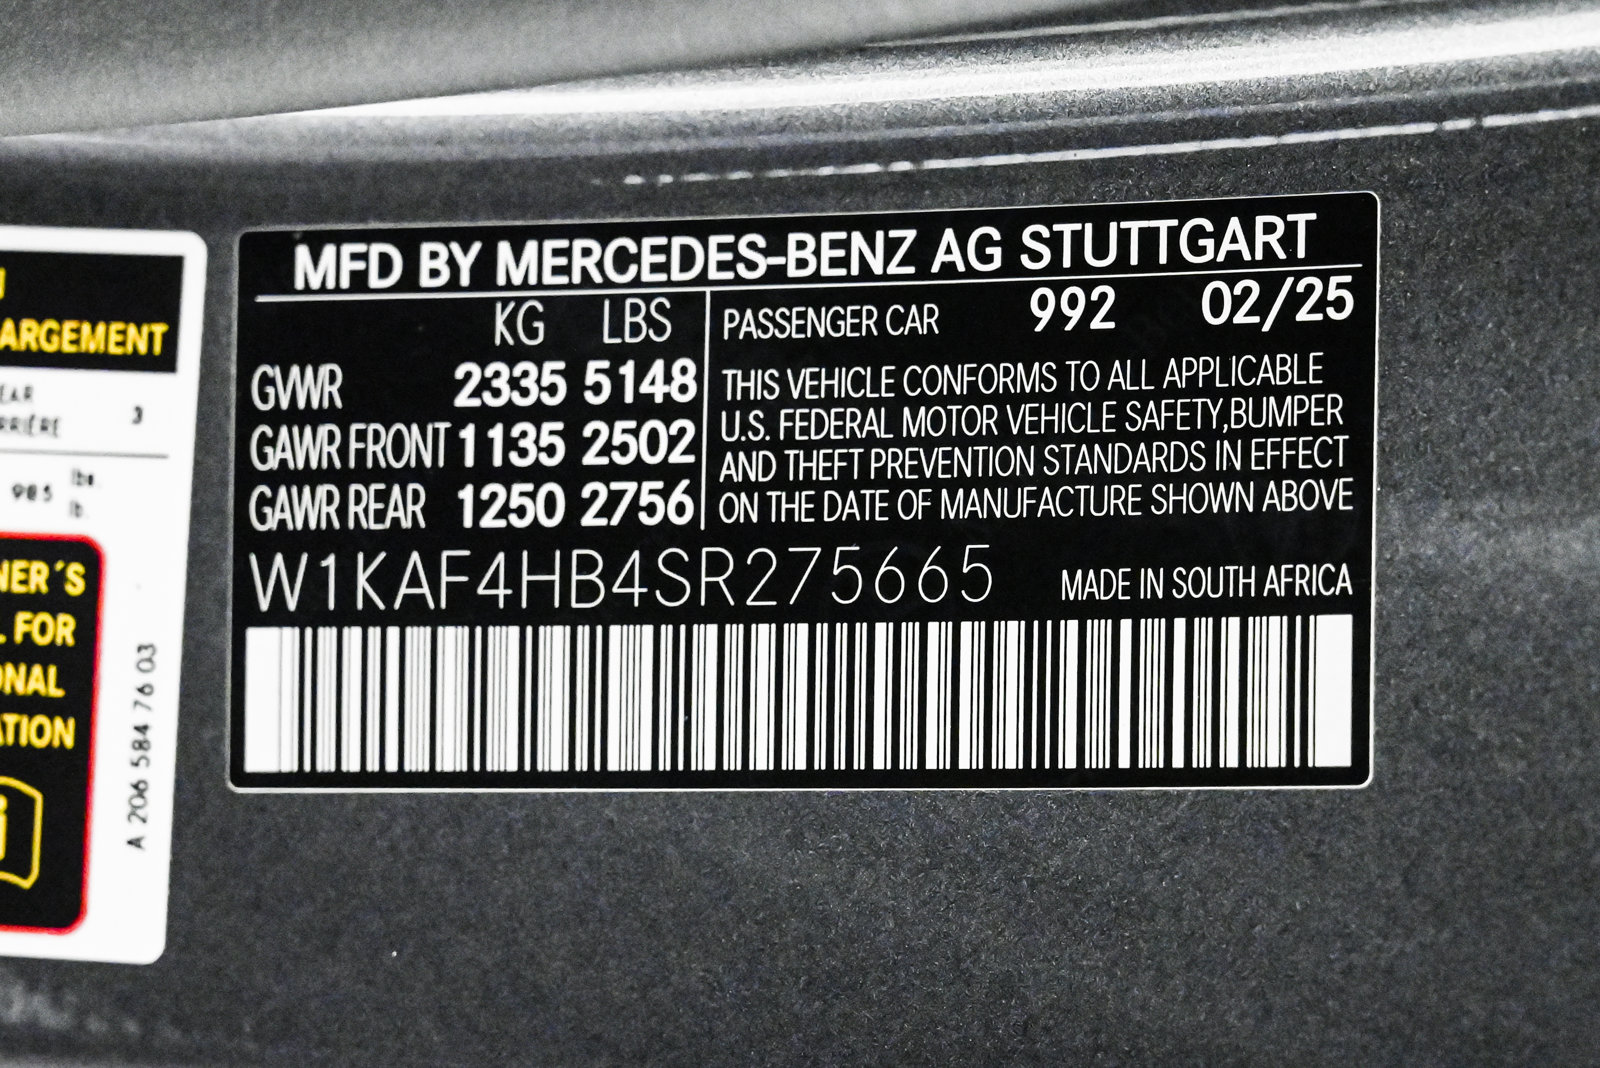 ARGEMENT
3
985 lbs.
lb.
NER´S
FOR
A 206 584 76 03
MFD BY MERCEDES-BENZ AG STUTTGART
KG LBS
GVWR 2335 5148
GAWR FRONT 1135 2502
GAWR REAR 1250 2756
PASSENGER CAR 992 02/25
THIS VEHICLE CONFORMS TO ALL APPLICABLE
U.S. FEDERAL MOTOR VEHICLE SAFETY,BUMPER
AND THEFT PREVENTION STANDARDS IN EFFECT
ON THE DATE OF MANUFACTURE SHOWN ABOVE
W1KAF4HB4SR275665 MADE IN SOUTH AFRICA